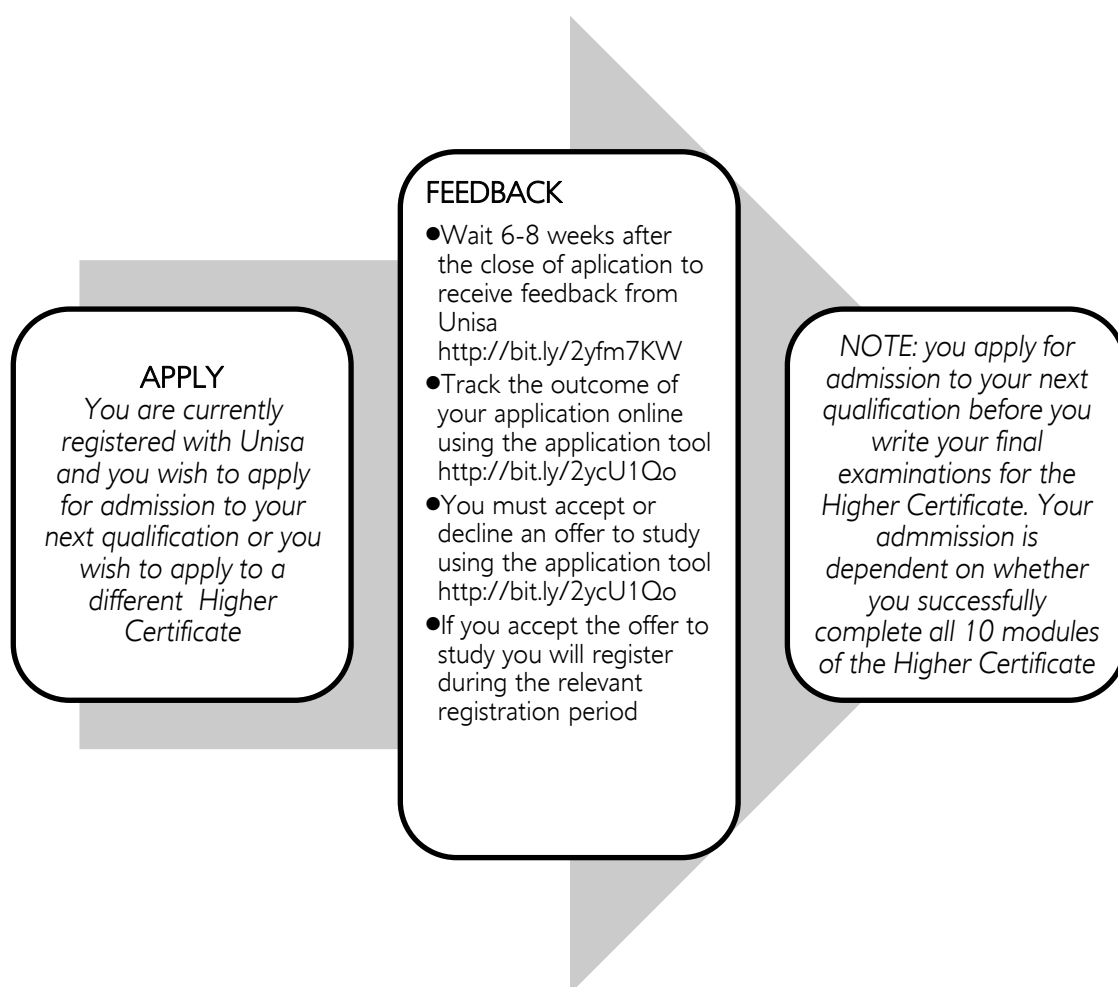 APPLY
You are currently
registered with Unisa
and you wish to apply
for admission to your
next qualification or you
wish to apply to a
different Higher
Certificate
FEEDBACK
●Wait 6-8 weeks after
the close of aplication to
receive feedback from
Unisa
http://bit.ly/2yfm7KW
●Track the outcome of
your application online
using the application tool
http://bit.ly/2ycU1Qo
●You must accept or
decline an offer to study
using the application tool
http://bit.ly/2ycU1Qo
●If you accept the offer to
study you will register
during the relevant
registration period
NOTE: you apply for
admission to your next
qualification before you
write your final
examinations for the
Higher Certificate. Your
admmission is
dependent on whether
you successfully
complete all 10 modules
of the Higher Certificate